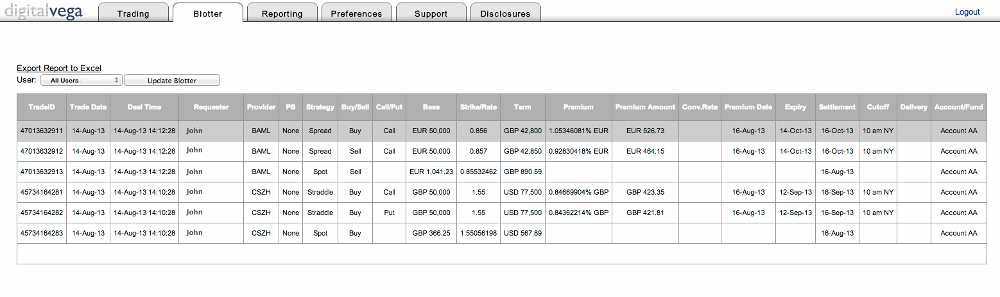 digitalvega Trading Blotter Reporting Preferences Support Disclosures Logout
Export Report to Excel
User: All Users Update Blotter
TradeID Trade Date Deal Time Requester Provider PB Strategy Buy/Sell Call/Put Base Strike/Rate Term Premium Premium Amount Conv.Rate Premium Date Expiry Settlement Cutoff Delivery Account/Fund
47013632911 14-Aug-13 14-Aug-13 14:12:28 John BAML None Spread Buy Call EUR 50,000 0.856 GBP 42,800 1.05346081% EUR EUR 526.73 16-Aug-13 14-Oct-13 16-Oct-13 10 am NY Account AA
47013632912 14-Aug-13 14-Aug-13 14:12:28 John BAML None Spread Sell Call EUR 50,000 0.857 GBP 42,850 0.92830418% EUR EUR 464.15 16-Aug-13 14-Oct-13 16-Oct-13 10 am NY Account AA
47013632913 14-Aug-13 14-Aug-13 14:12:28 John BAML None Spot Sell EUR 1,041.23 0.85532462 GBP 890.59 16-Aug-13 Account AA
45734164281 14-Aug-13 14-Aug-13 14:10:28 John CSZH None Straddle Buy Call GBP 50,000 1.55 USD 77,500 0.84669904% GBP GBP 423.35 16-Aug-13 12-Sep-13 16-Sep-13 10 am NY Account AA
45734164282 14-Aug-13 14-Aug-13 14:10:28 John CSZH None Straddle Buy Put GBP 50,000 1.55 USD 77,500 0.84362214% GBP GBP 421.81 16-Aug-13 12-Sep-13 16-Sep-13 10 am NY Account AA
45734164283 14-Aug-13 14-Aug-13 14:10:28 John CSZH None Spot Buy GBP 366.25 1.55056198 USD 567.89 16-Aug-13 Account AA